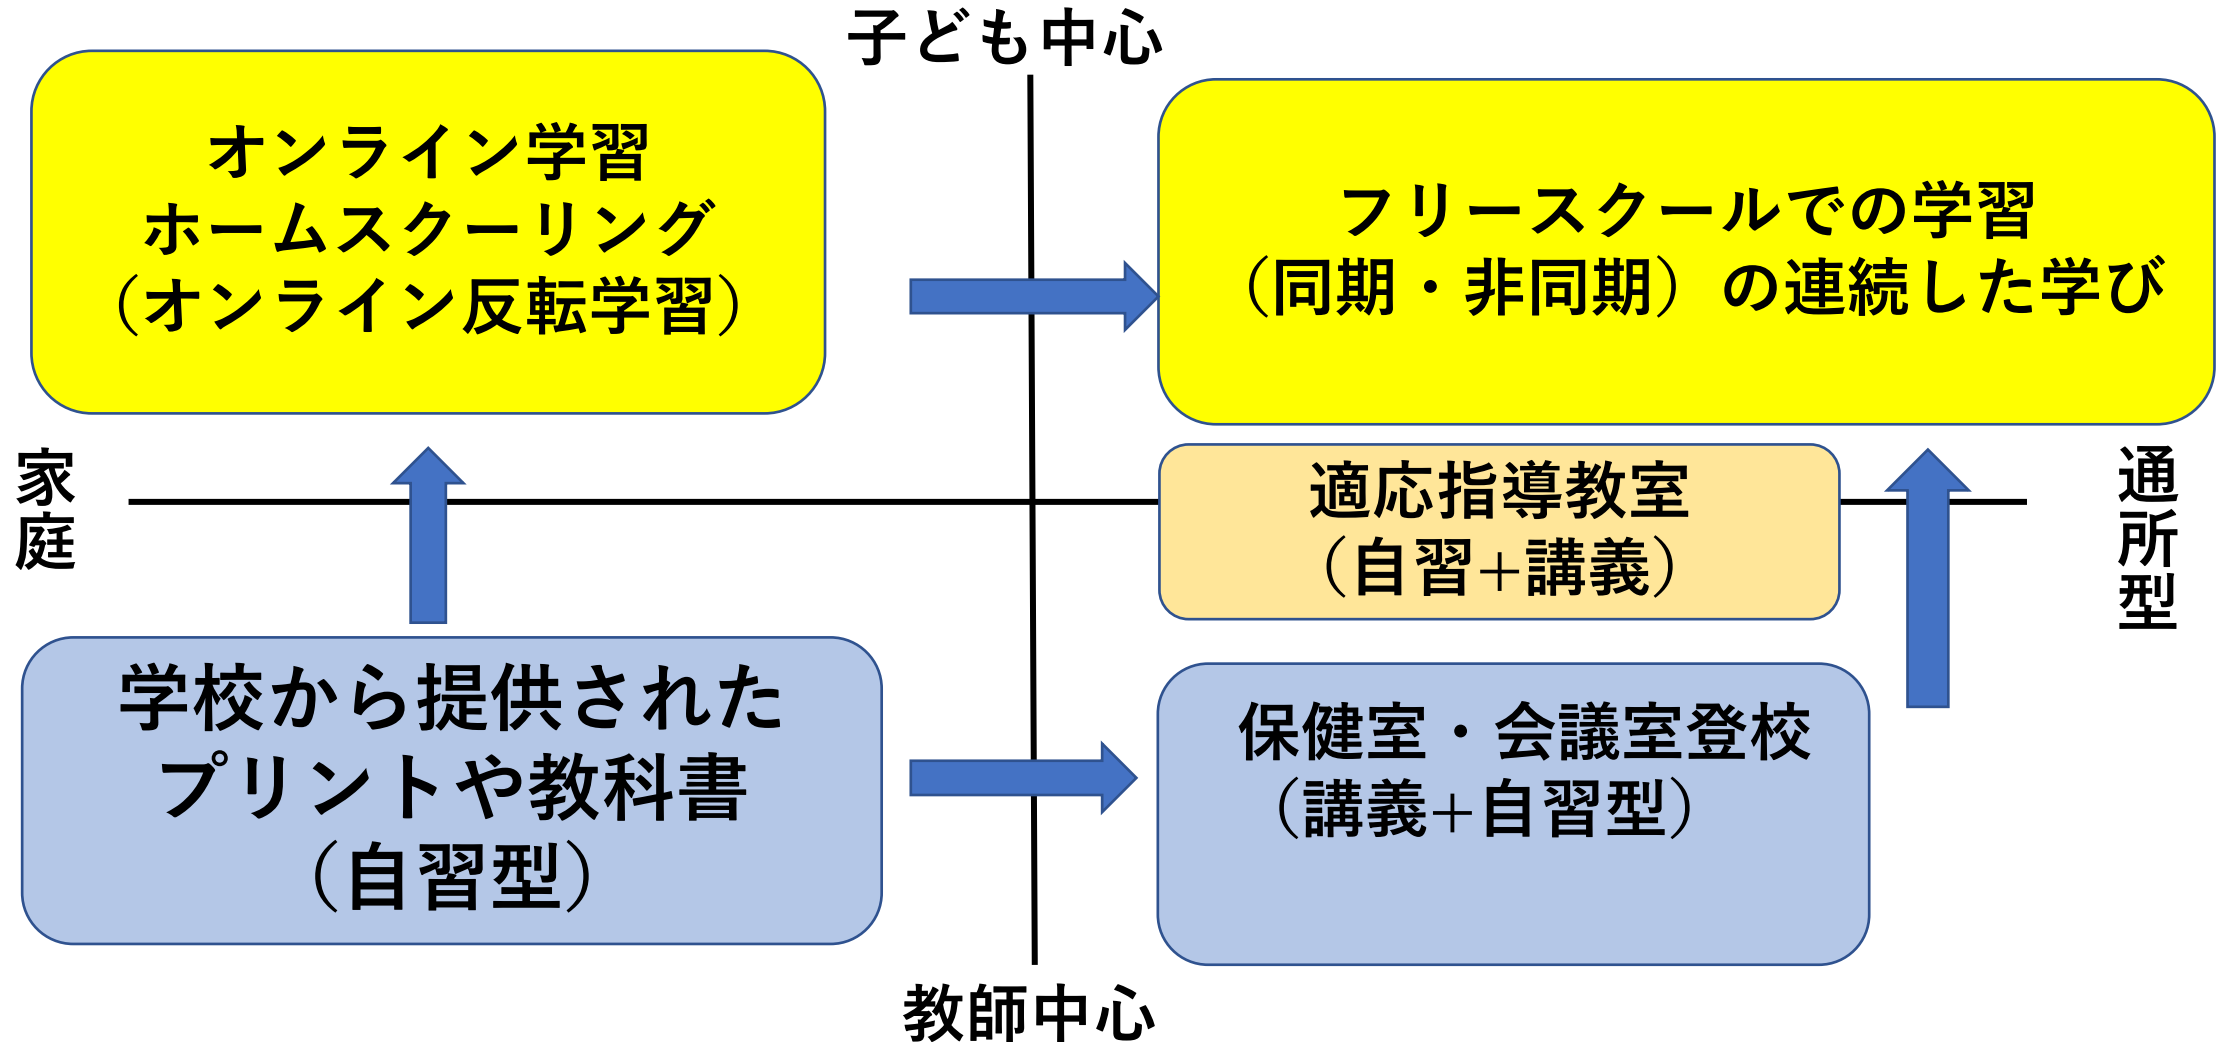 子ども中心
オンライン学習
ホームスクーリング
（オンライン反転学習）
フリースクールでの学習
（同期・非同期）の連続した学び
家庭
通所型
適応指導教室
（自習+講義）
学校から提供された
プリントや教科書
（自習型）
保健室・会議室登校
（講義+自習型）
教師中心